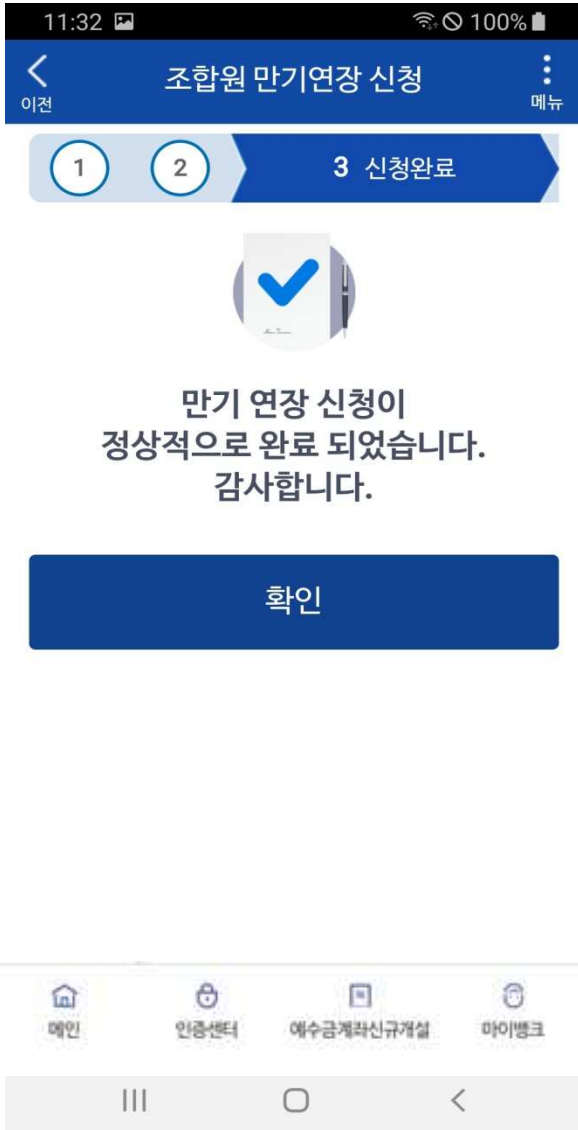 11:32
100%
이전
조합원 만기연장 신청
메뉴
1
2
3 신청완료
만기 연장 신청이
정상적으로 완료 되었습니다.
감사합니다.
확인
메인
인증센터
예수금계좌신규개설
마이뱅크